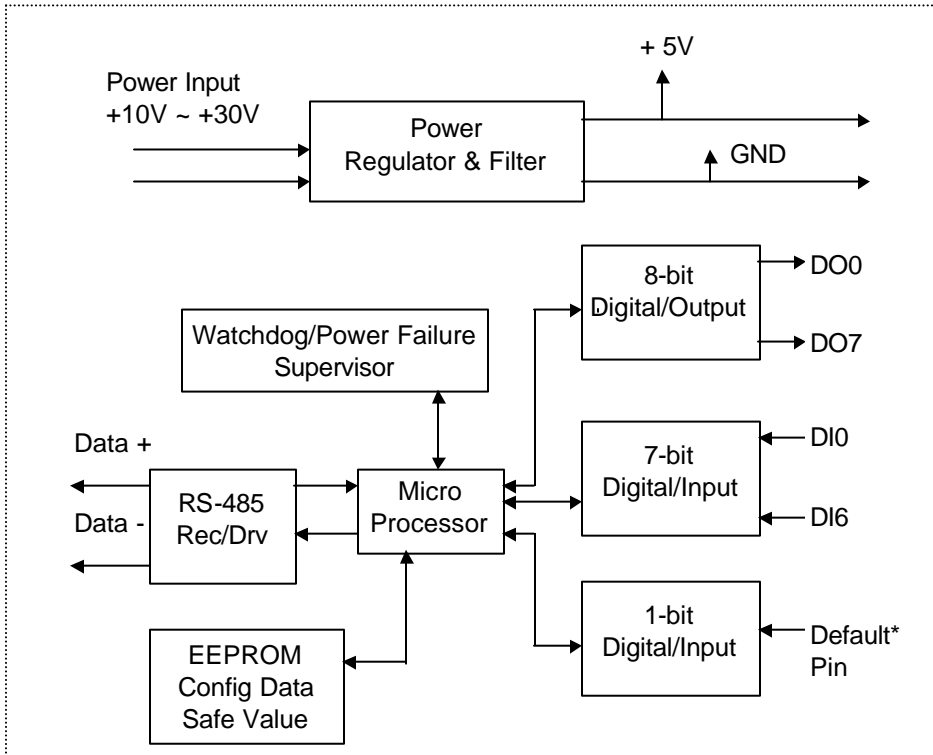 + 5V
Power Input
+10V ~ +30V
Power
Regulator & Filter
GND
8-bit
Digital/Output
DO0
DO7
Watchdog/Power Failure
Supervisor
Data +
Data -
RS-485
Rec/Drv
Micro
Processor
7-bit
Digital/Input
DI0
DI6
1-bit
Digital/Input
Default*
Pin
EEPROM
Config Data
Safe Value